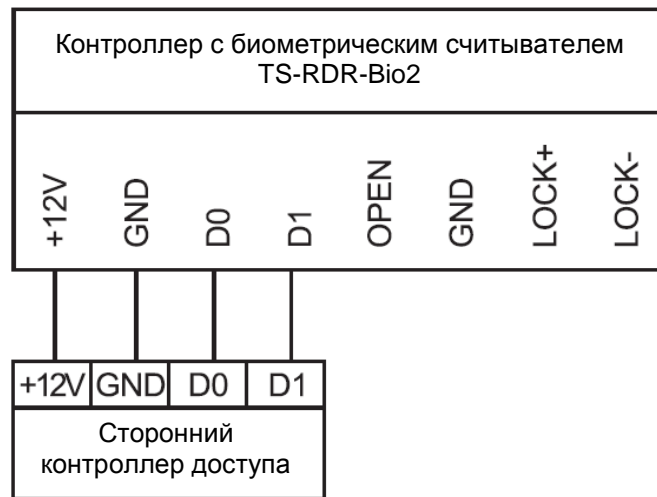 Контроллер с биометрическим считывателем
TS-RDR-Bio2
+12V GND D0 D1 OPEN GND LOCK+ LOCK-
+12V GND D0 D1
Сторонний
контроллер доступа